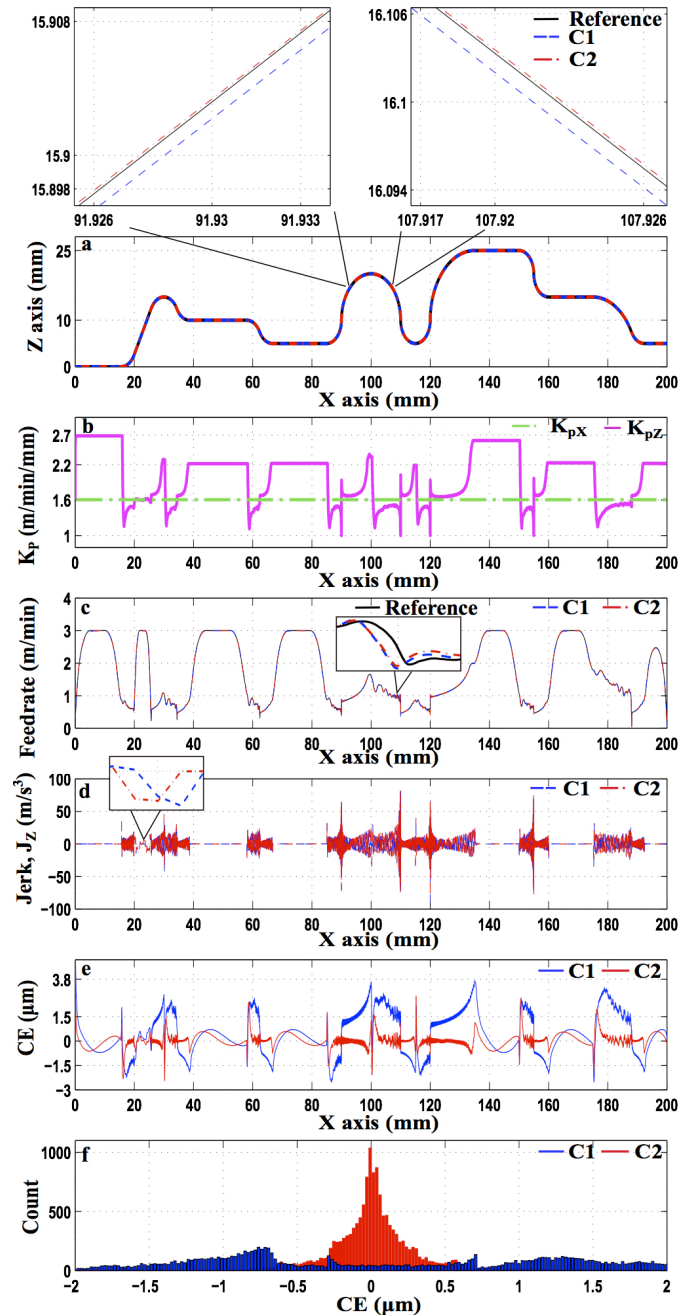 15.908
15.9
15.898
91.926 91.93 91.933
16.106
16.1
16.094
107.917 107.92 107.926
Reference
C1
C2
a
Z axis (mm)
25
10
0
0 20 40 60 80 100 120 140 160 180 200
X axis (mm)
b
KpX KpZ
Kp (m/min/mm)
2.7
2.2
1.6
1
0 20 40 60 80 100 120 140 160 180 200
X axis (mm)
c
Reference C1 C2
Feedrate (m/min)
4
3
2
1
0
0 20 40 60 80 100 120 140 160 180 200
X axis (mm)
d
C1 C2
Jerk, JZ (m/s³)
100
50
0
−50
−100
0 20 40 60 80 100 120 140 160 180 200
X axis (mm)
e
C1 C2
CE (μm)
3.8
1.5
0
−1.5
−3
0 20 40 60 80 100 120 140 160 180 200
X axis (mm)
f
C1 C2
Count
1000
500
0
−2 −1.5 −1 −0.5 0 0.5 1 1.5 2
CE (μm)